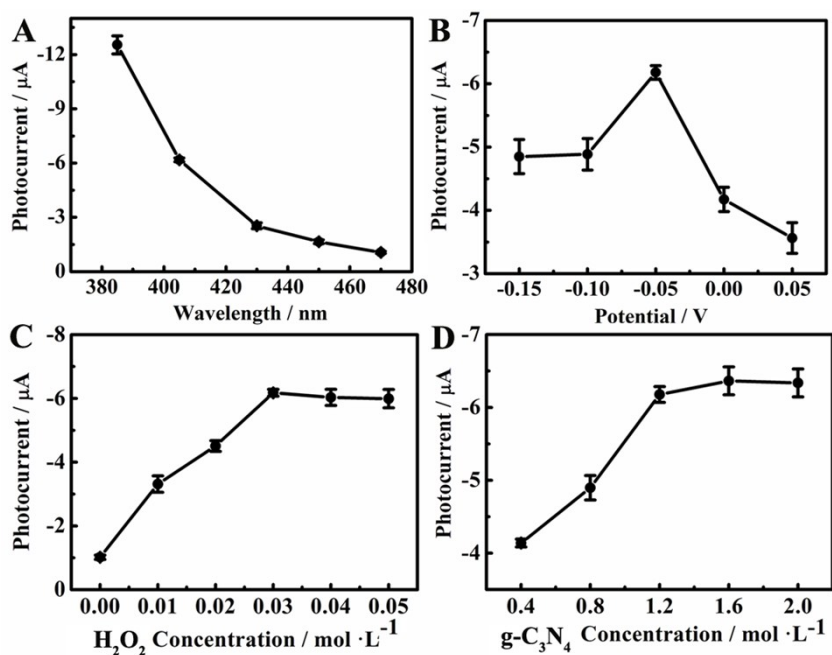 A
Photocurrent / μA
-12
-9
-6
-3
0
380 400 420 440 460 480
Wavelength / nm
B
Photocurrent / μA
-7
-6
-5
-4
-3
-0.15 -0.10 -0.05 0.00 0.05
Potential / V
C
Photocurrent / μA
-8
-6
-4
-2
0
0.00 0.01 0.02 0.03 0.04 0.05
H₂O₂ Concentration / mol ·L⁻¹
D
Photocurrent / μA
-7
-6
-5
-4
0.4 0.8 1.2 1.6 2.0
g-C₃N₄ Concentration / mol ·L⁻¹